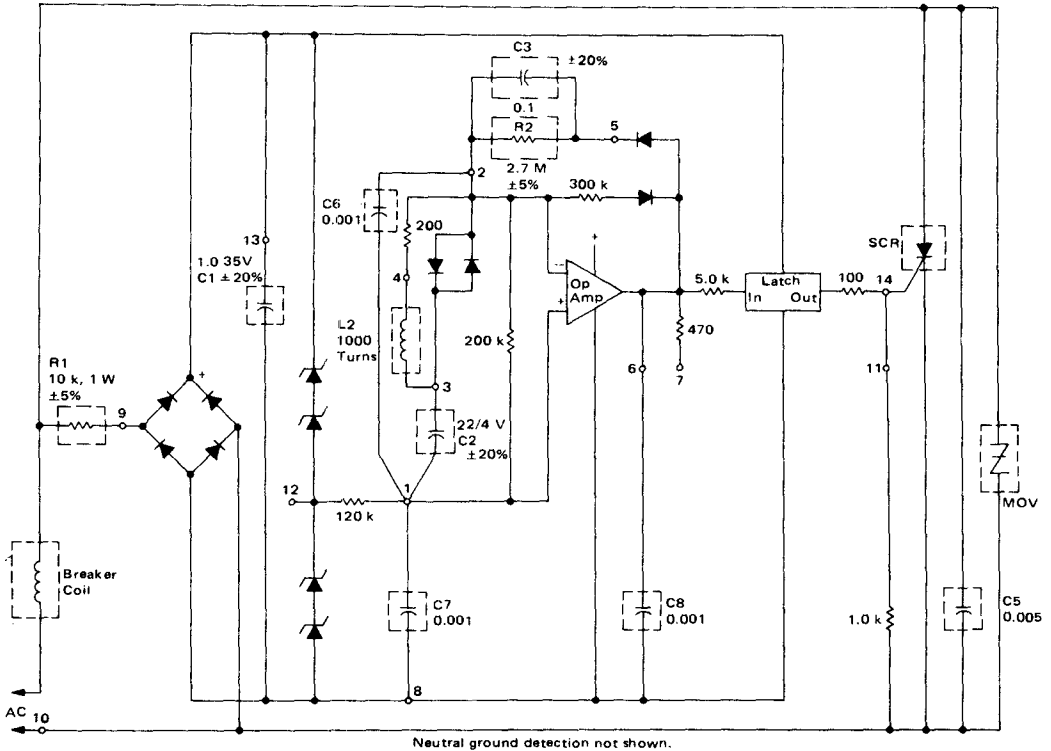 C3
±20%
0.1
R2
5
2.7 M
±5%
2
300 k
C6
0.001
200
13
1.0 35V
C1 ±20%
4
L2
1000
Turns
+
−
Op
Amp
+
5.0 k
Latch
In Out
100
14
SCR
200 k
470
R1
10 k, 1 W
±5%
9
+
3
6
7
11
22/4 V
C2
±20%
12
120 k
1
MOV
Breaker
Coil
C7
0.001
C8
0.001
1.0 k
C5
0.005
8
AC
10
Neutral ground detection not shown.